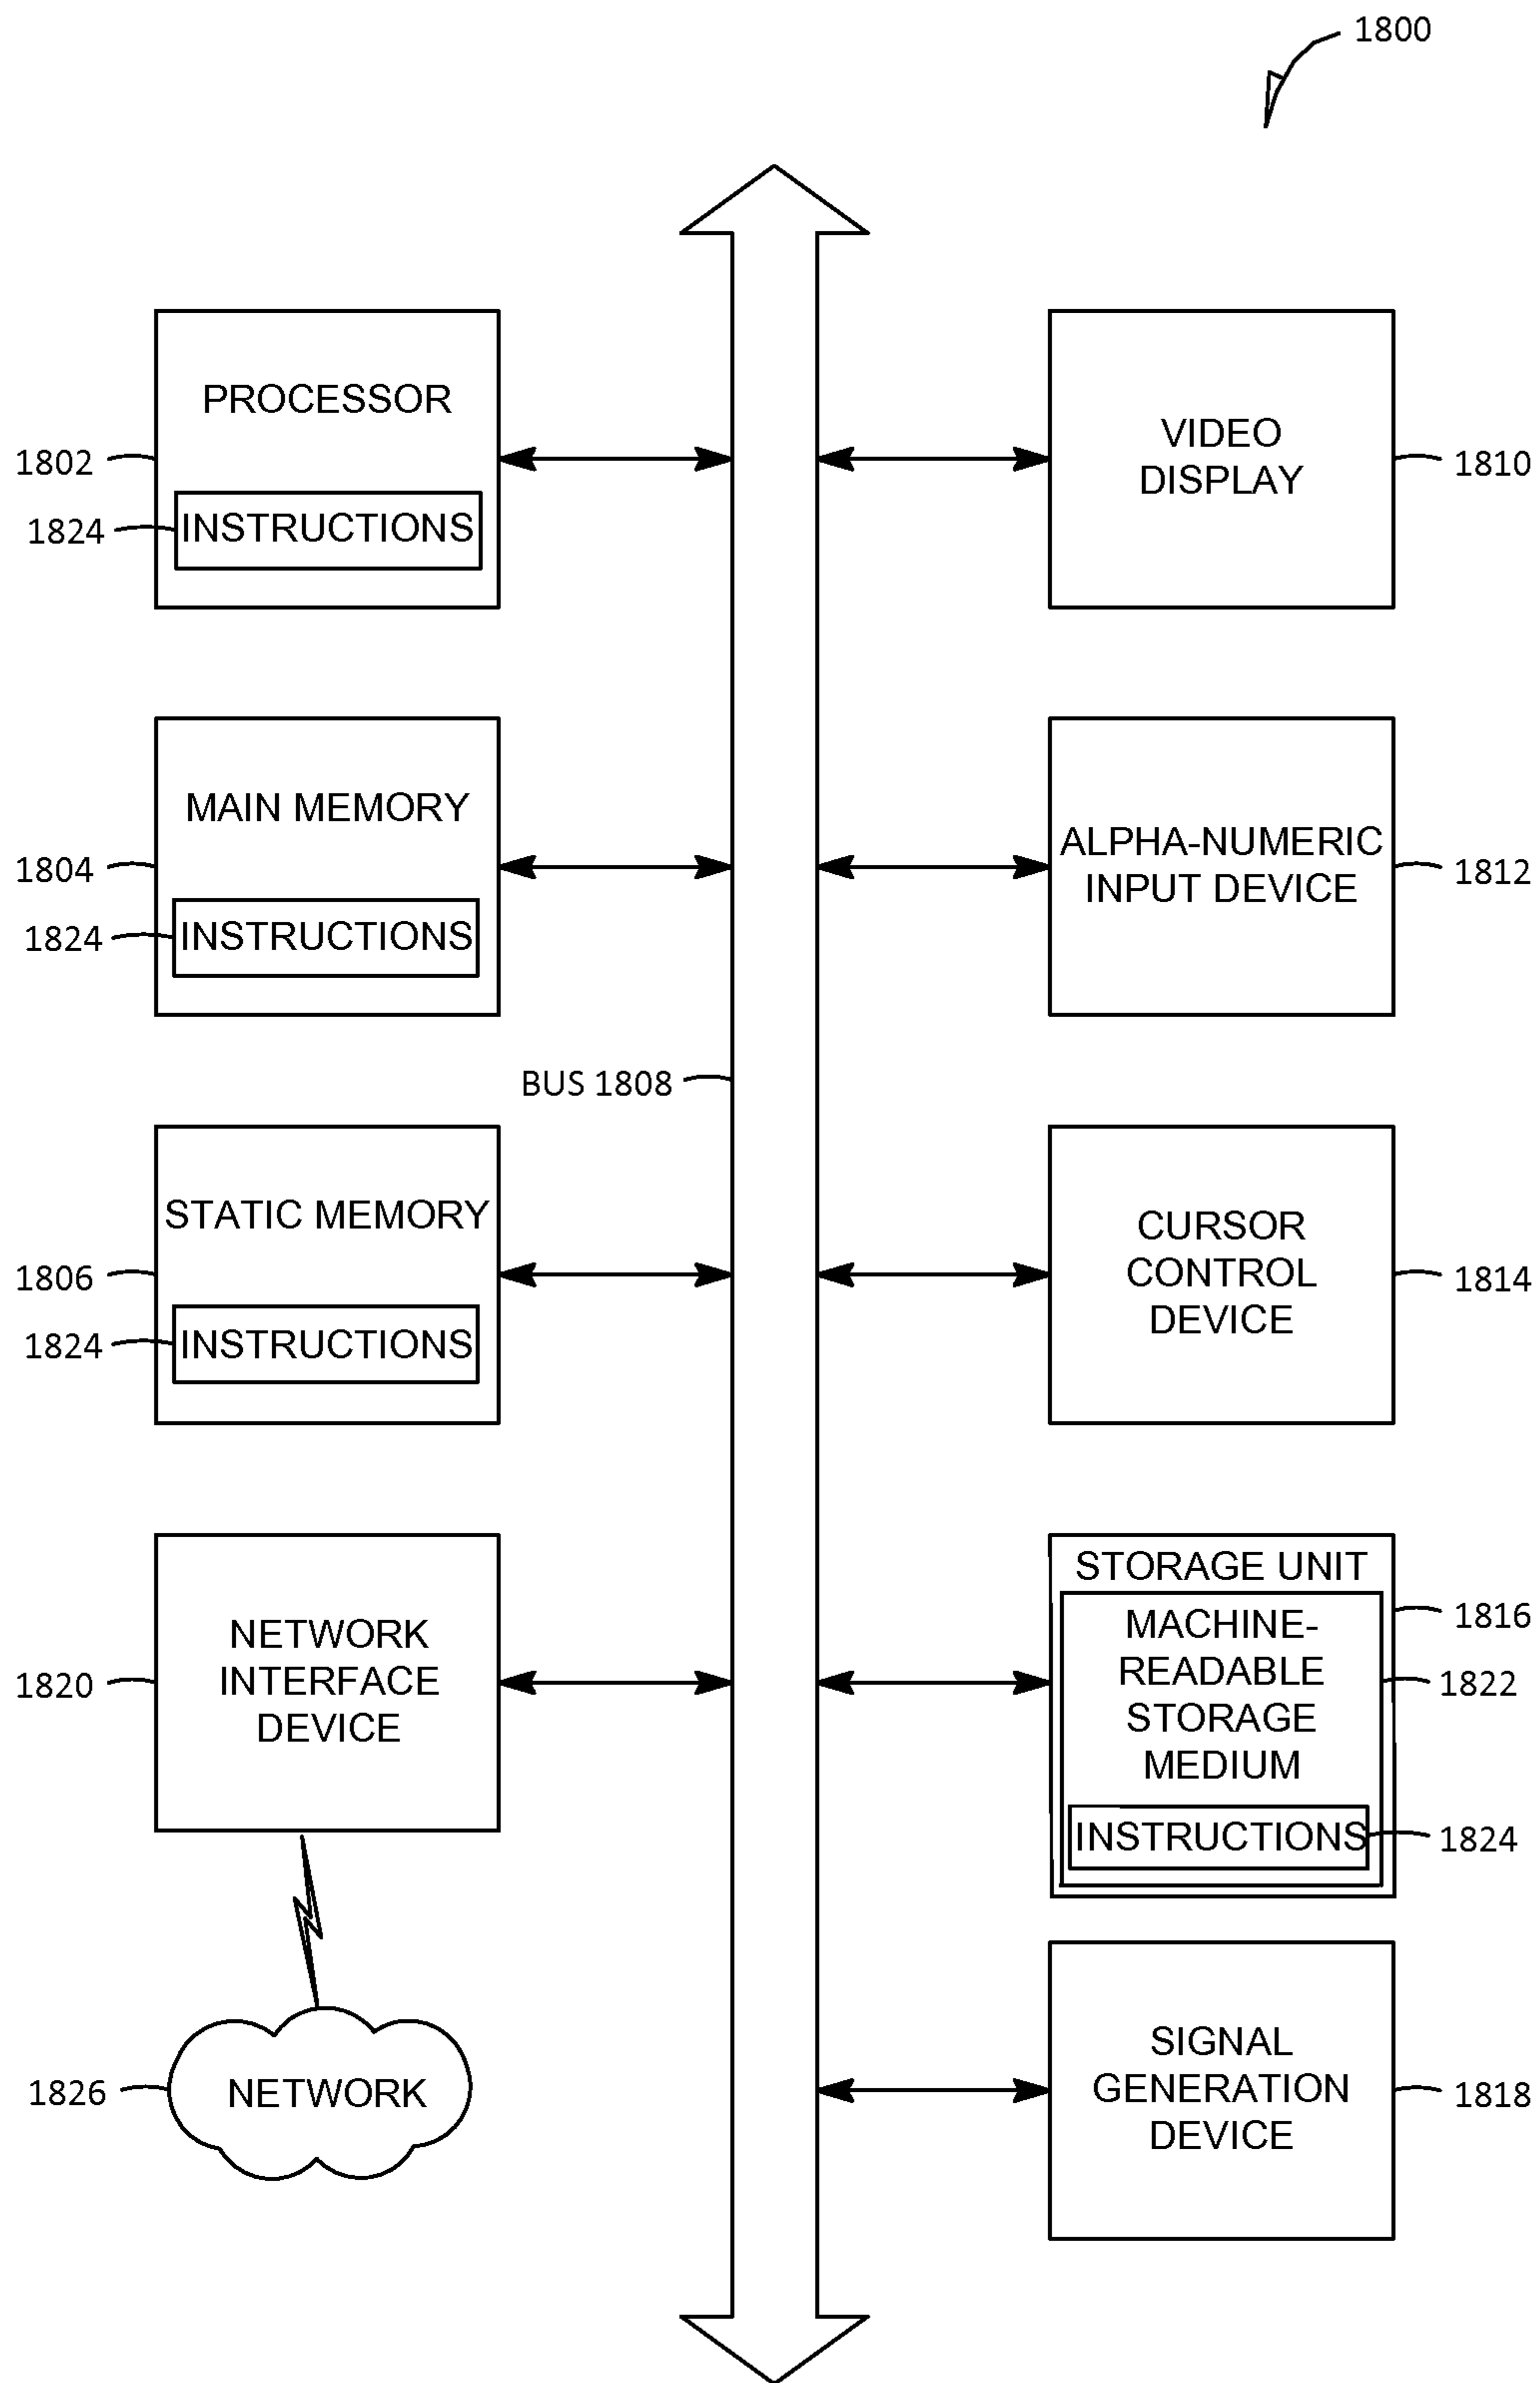 1800
PROCESSOR
1802
1824
INSTRUCTIONS
VIDEO
DISPLAY
1810
MAIN MEMORY
1804
1824
INSTRUCTIONS
ALPHA-NUMERIC
INPUT DEVICE
1812
BUS 1808
STATIC MEMORY
1806
1824
INSTRUCTIONS
CURSOR
CONTROL
DEVICE
1814
NETWORK
INTERFACE
DEVICE
1820
STORAGE UNIT
1816
MACHINE-
READABLE
STORAGE
MEDIUM
1822
INSTRUCTIONS
1824
NETWORK
1826
SIGNAL
GENERATION
DEVICE
1818